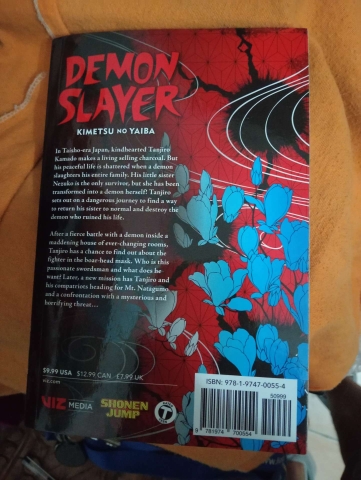 DEMON
SLAYER
KIMETSU NO YAIBA
In Taisho-era Japan, kindhearted Tanjiro
Kamado makes a living selling charcoal. But
his peaceful life is shattered when a demon
slaughters his entire family. His little sister
Nezuko is the only survivor, but she has been
transformed into a demon herself! Tanjiro
sets out on a dangerous journey to find a way
to return his sister to normal and destroy the
demon who ruined his life.
After a fierce battle with a demon inside a
maddening house of ever-changing rooms,
Tanjiro has a chance to find out about the
fighter in the boar-head mask. Who is this
passionate swordsman and what does he
want? Later, a new mission has Tanjiro and
his compatriots heading for Mt. Natagumo
and a confrontation with a mysterious and
horrifying threat...
$9.99 USA $12.99 CAN £7.99 UK
viz.com
VIZ MEDIA
SHONEN
JUMP
ISBN: 978-1-9747-0055-4
50999
9 781974 700554